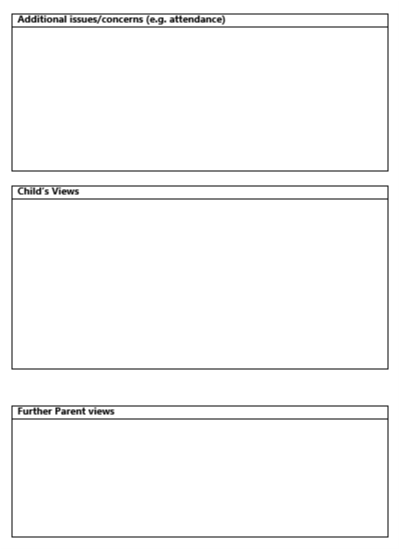 Additional issues/concerns (e.g. attendance)
Child's Views
Further Parent views